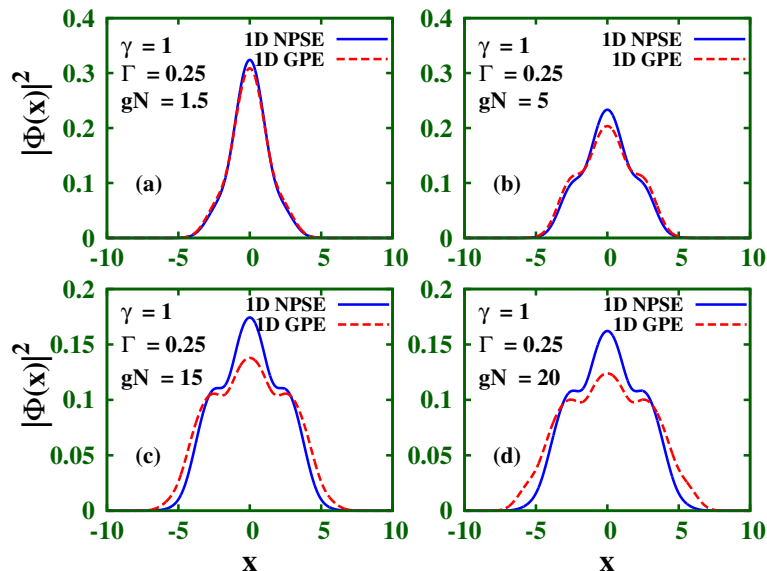 |Φ(x)|²
0.4
0.3
0.2
0.1
0
γ = 1
Γ = 0.25
gN = 1.5
1D NPSE
1D GPE
(a)
-10 -5 0 5 10
0.4
0.3
0.2
0.1
0
γ = 1
Γ = 0.25
gN = 5
1D NPSE
1D GPE
(b)
-10 -5 0 5 10
|Φ(x)|²
0.2
0.15
0.1
0.05
0
γ = 1
Γ = 0.25
gN = 15
1D NPSE
1D GPE
(c)
-10 -5 0 5 10
x
0.2
0.15
0.1
0.05
0
γ = 1
Γ = 0.25
gN = 20
1D NPSE
1D GPE
(d)
-10 -5 0 5 10
x